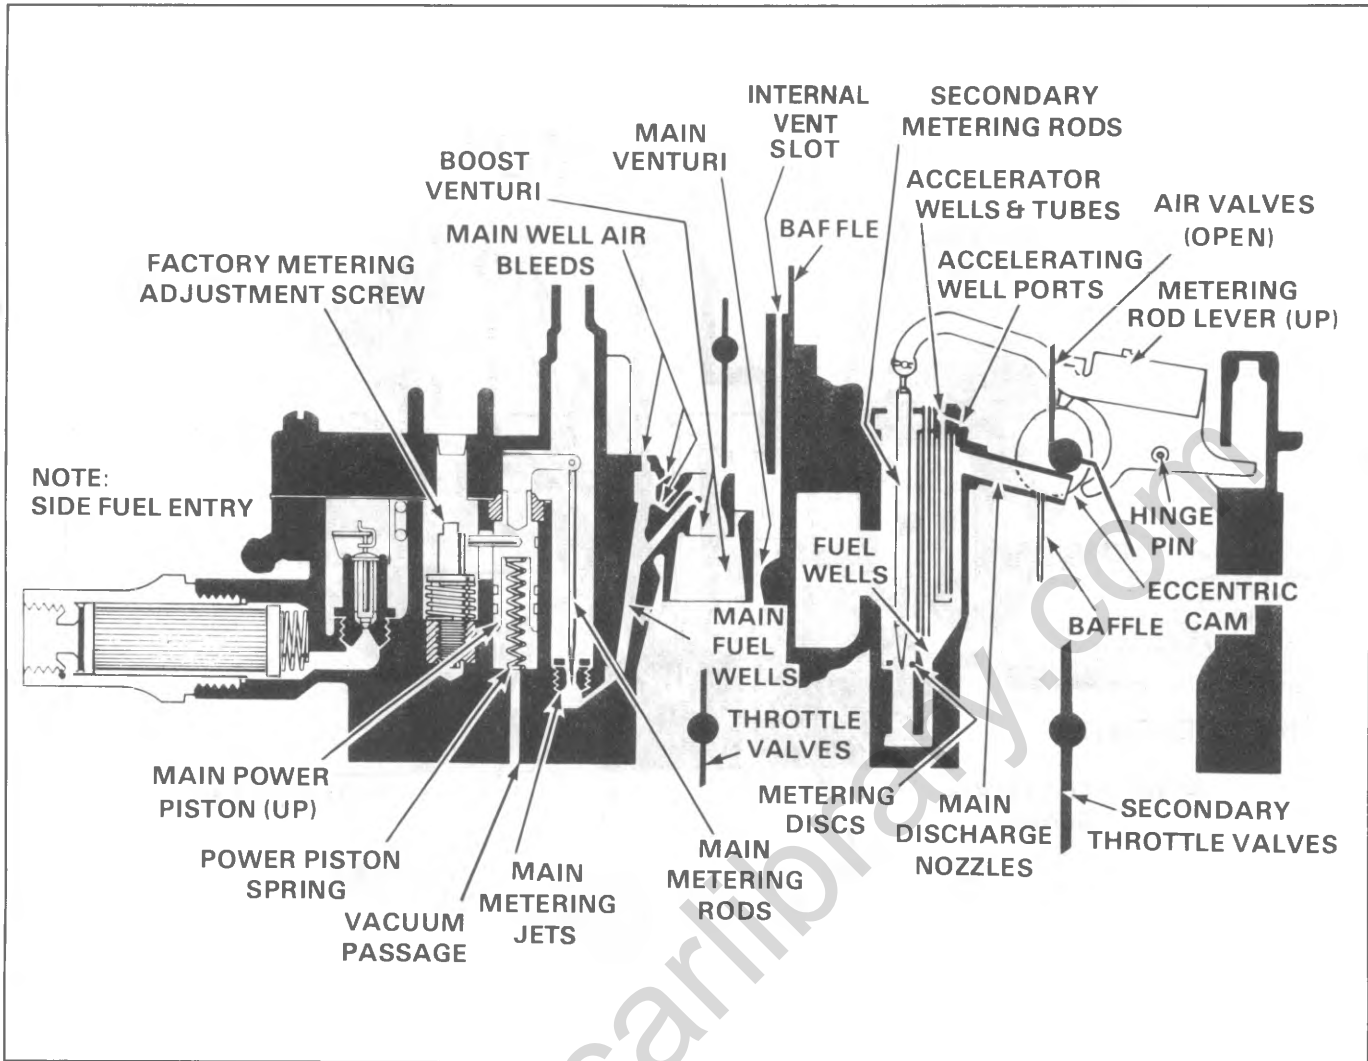 INTERNAL
VENT
SLOT
SECONDARY
METERING RODS
MAIN
VENTURI
BOOST
VENTURI
ACCELERATOR
WELLS & TUBES
AIR VALVES
(OPEN)
MAIN WELL AIR
BLEEDS
BAFFLE
FACTORY METERING
ADJUSTMENT SCREW
ACCELERATING
WELL PORTS
METERING
ROD LEVER (UP)
NOTE:
SIDE FUEL ENTRY
HINGE
PIN
FUEL
WELLS
ECCENTRIC
CAM
BAFFLE
MAIN
FUEL
WELLS
THROTTLE
VALVES
MAIN POWER
PISTON (UP)
METERING
DISCS
MAIN
DISCHARGE
NOZZLES
SECONDARY
THROTTLE VALVES
POWER PISTON
SPRING
MAIN
METERING
JETS
MAIN
METERING
RODS
VACUUM
PASSAGE
carlibrary.com